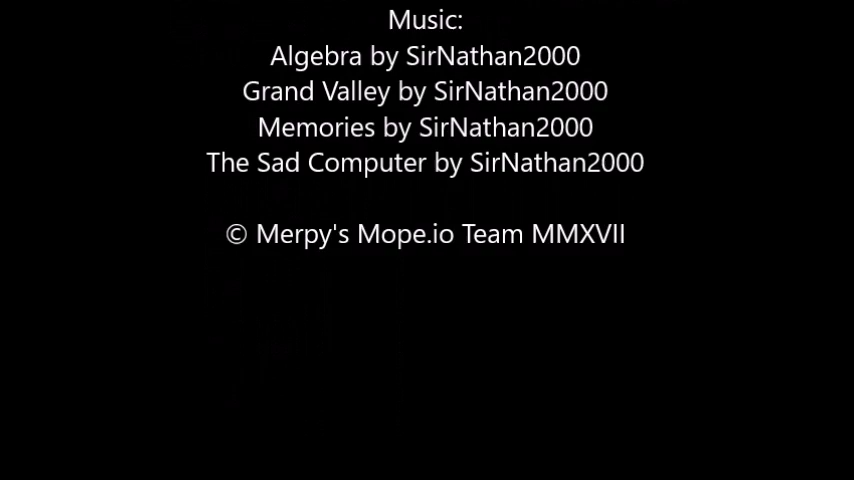 Music:
Algebra by SirNathan2000
Grand Valley by SirNathan2000
Memories by SirNathan2000
The Sad Computer by SirNathan2000
© Merpy's Mope.io Team MMXVII